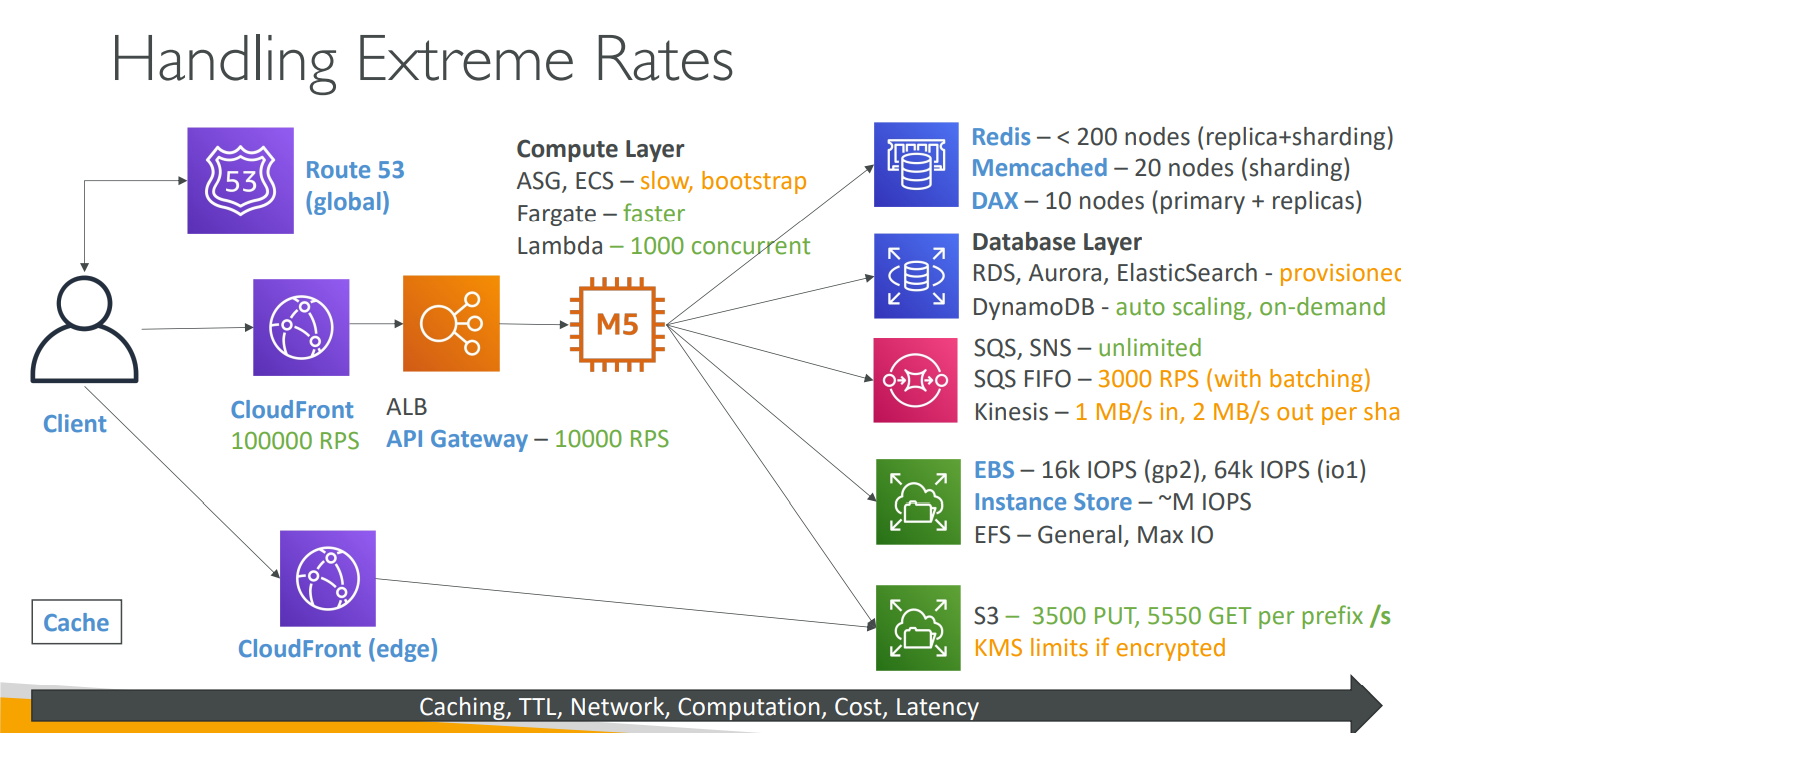 Handling Extreme Rates
53
Route 53
(global)
Compute Layer
ASG, ECS – slow, bootstrap
Fargate – faster
Lambda – 1000 concurrent
Client
CloudFront
100000 RPS
ALB
API Gateway – 10000 RPS
M5
CloudFront (edge)
Cache
Redis – < 200 nodes (replica+sharding)
Memcached – 20 nodes (sharding)
DAX – 10 nodes (primary + replicas)
Database Layer
RDS, Aurora, ElasticSearch - provisioned
DynamoDB - auto scaling, on-demand
SQS, SNS – unlimited
SQS FIFO – 3000 RPS (with batching)
Kinesis – 1 MB/s in, 2 MB/s out per sha
EBS – 16k IOPS (gp2), 64k IOPS (io1)
Instance Store – ~M IOPS
EFS – General, Max IO
S3 – 3500 PUT, 5550 GET per prefix /s
KMS limits if encrypted
Caching, TTL, Network, Computation, Cost, Latency